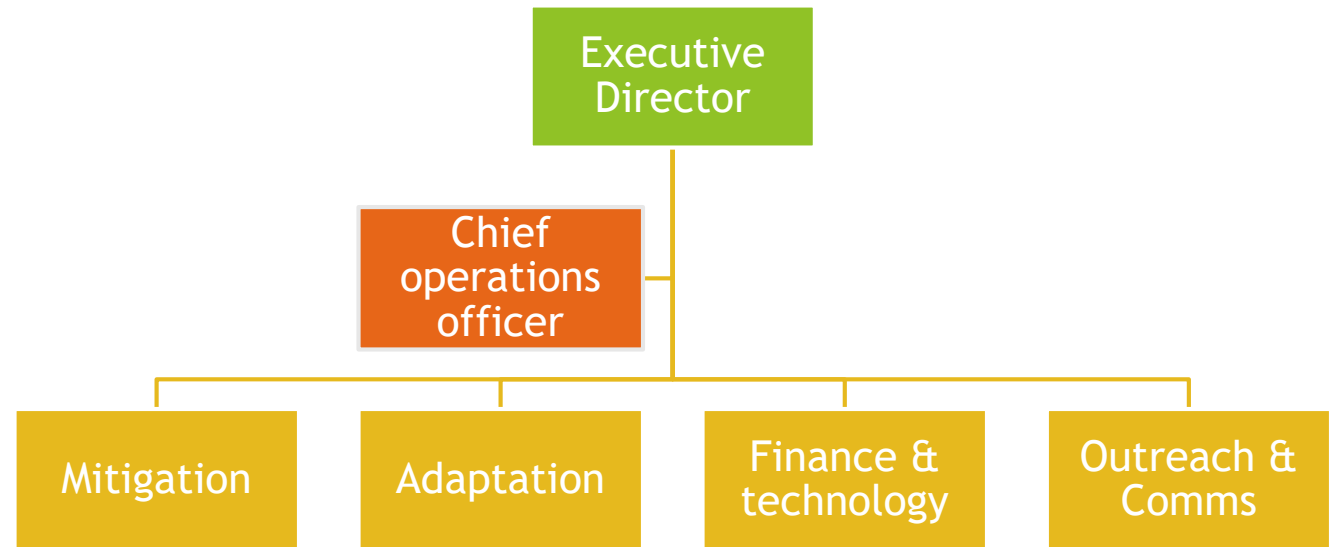 Executive
Director
Chief
operations
officer
Mitigation
Adaptation
Finance &
technology
Outreach &
Comms